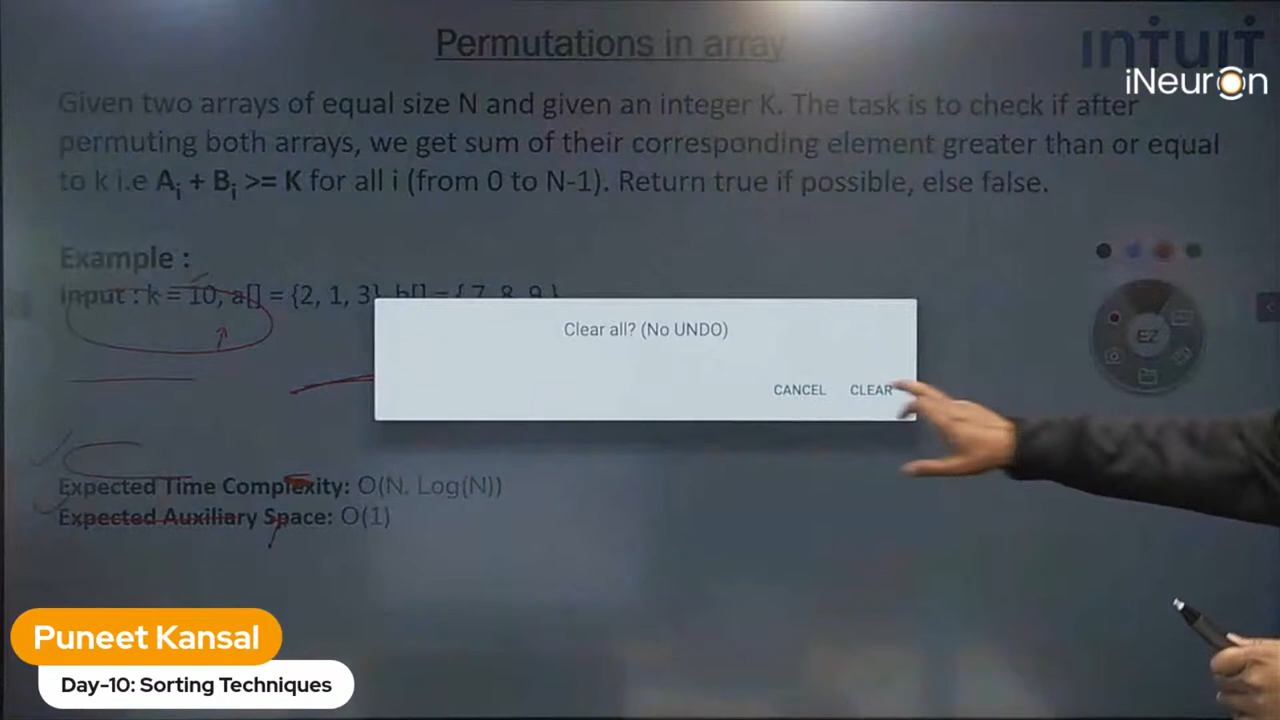 Permutations in array
INTUIT
iNeuron
Given two arrays of equal size N and given an integer K. The task is to check if after
permuting both arrays, we get sum of their corresponding element greater than or equal
to k i.e Ai + Bi >= K for all i (from 0 to N-1). Return true if possible, else false.
Example :
Input : k = 10, a[] = {2, 1, 3}, b[] = { 7, 8, 9 }
Clear all? (No UNDO)
CANCEL CLEAR
EZ
Expected Time Complexity: O(N. Log(N))
Expected Auxiliary Space: O(1)
Puneet Kansal
Day-10: Sorting Techniques